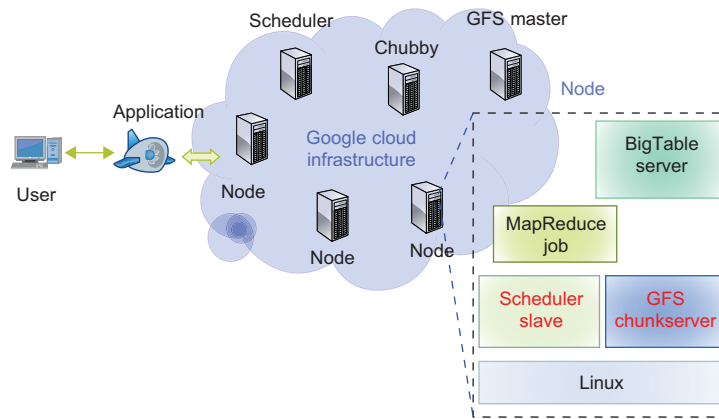 Scheduler
GFS master
Chubby
Node
Application
Google cloud
infrastructure
BigTable
server
User
Node
MapReduce
job
Node
Node
Scheduler
slave
GFS
chunkserver
Linux